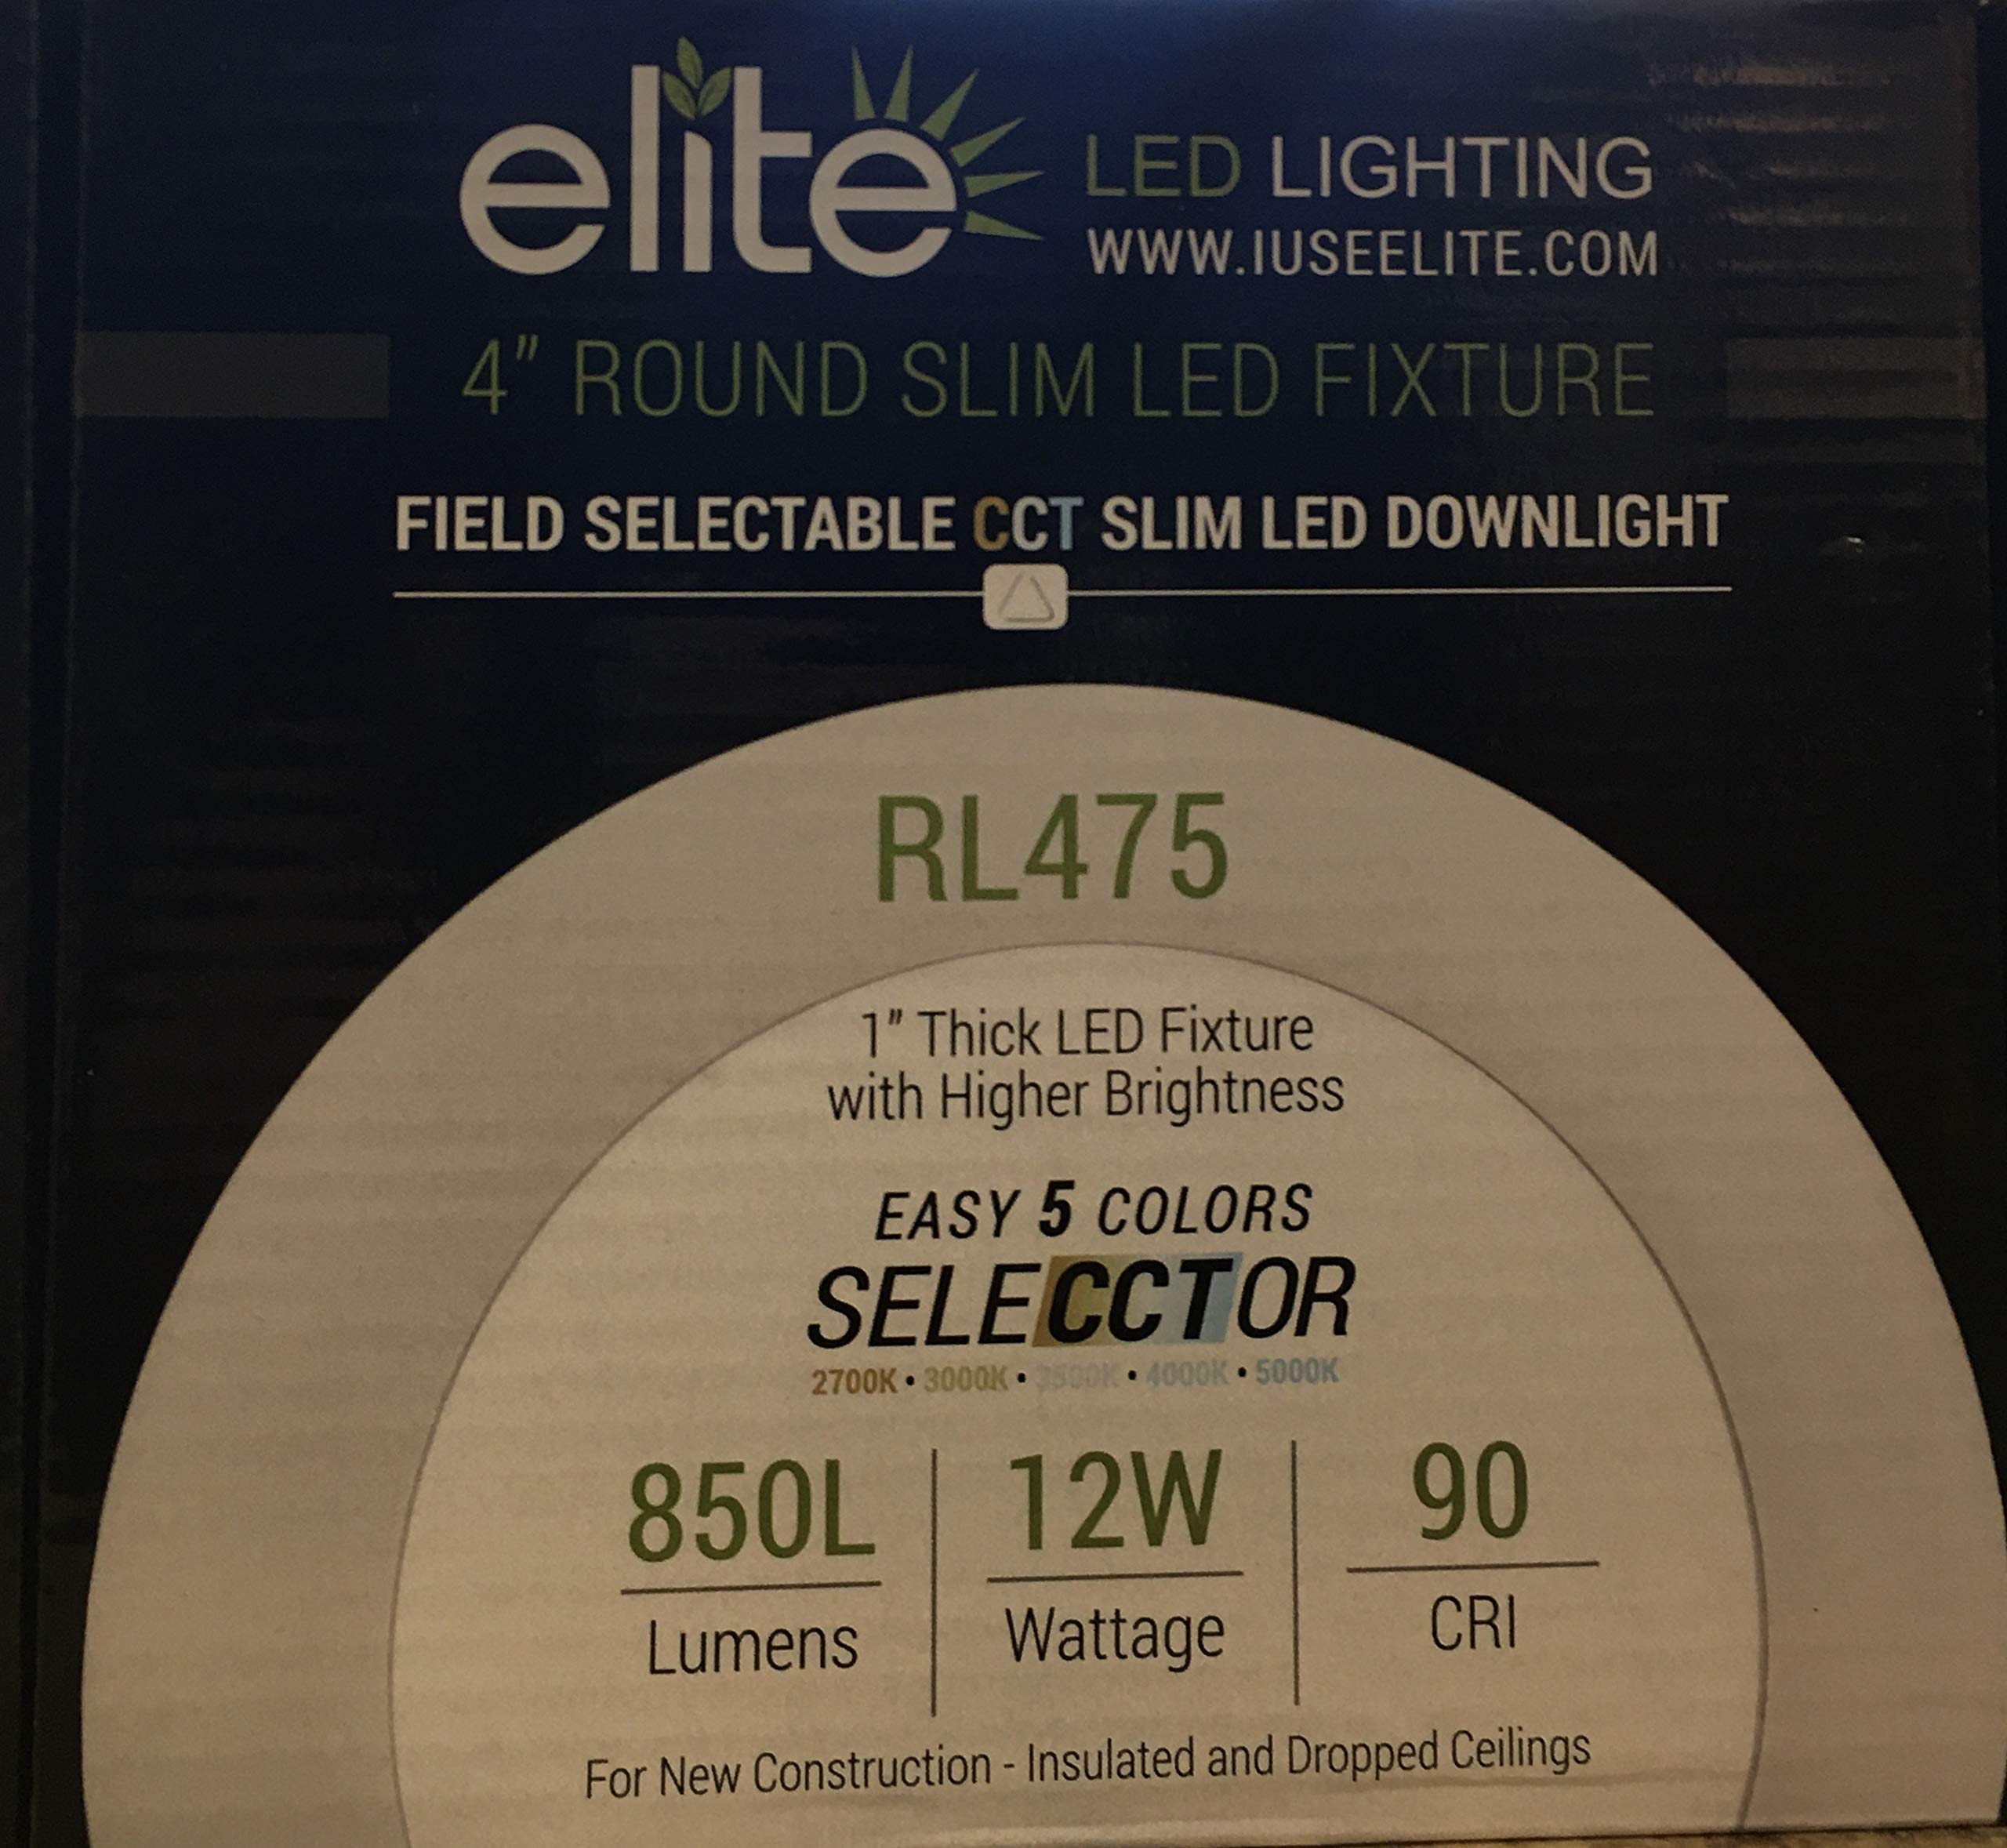 elite LED LIGHTING
WWW.IUSEELITE.COM
4" ROUND SLIM LED FIXTURE
FIELD SELECTABLE CCT SLIM LED DOWNLIGHT
RL475
1" Thick LED Fixture
with Higher Brightness
EASY 5 COLORS
SELECCTOR
2700K • 3000K • 3500K • 4000K • 5000K
850L 12W 90
Lumens Wattage CRI
For New Construction - Insulated and Dropped Ceilings